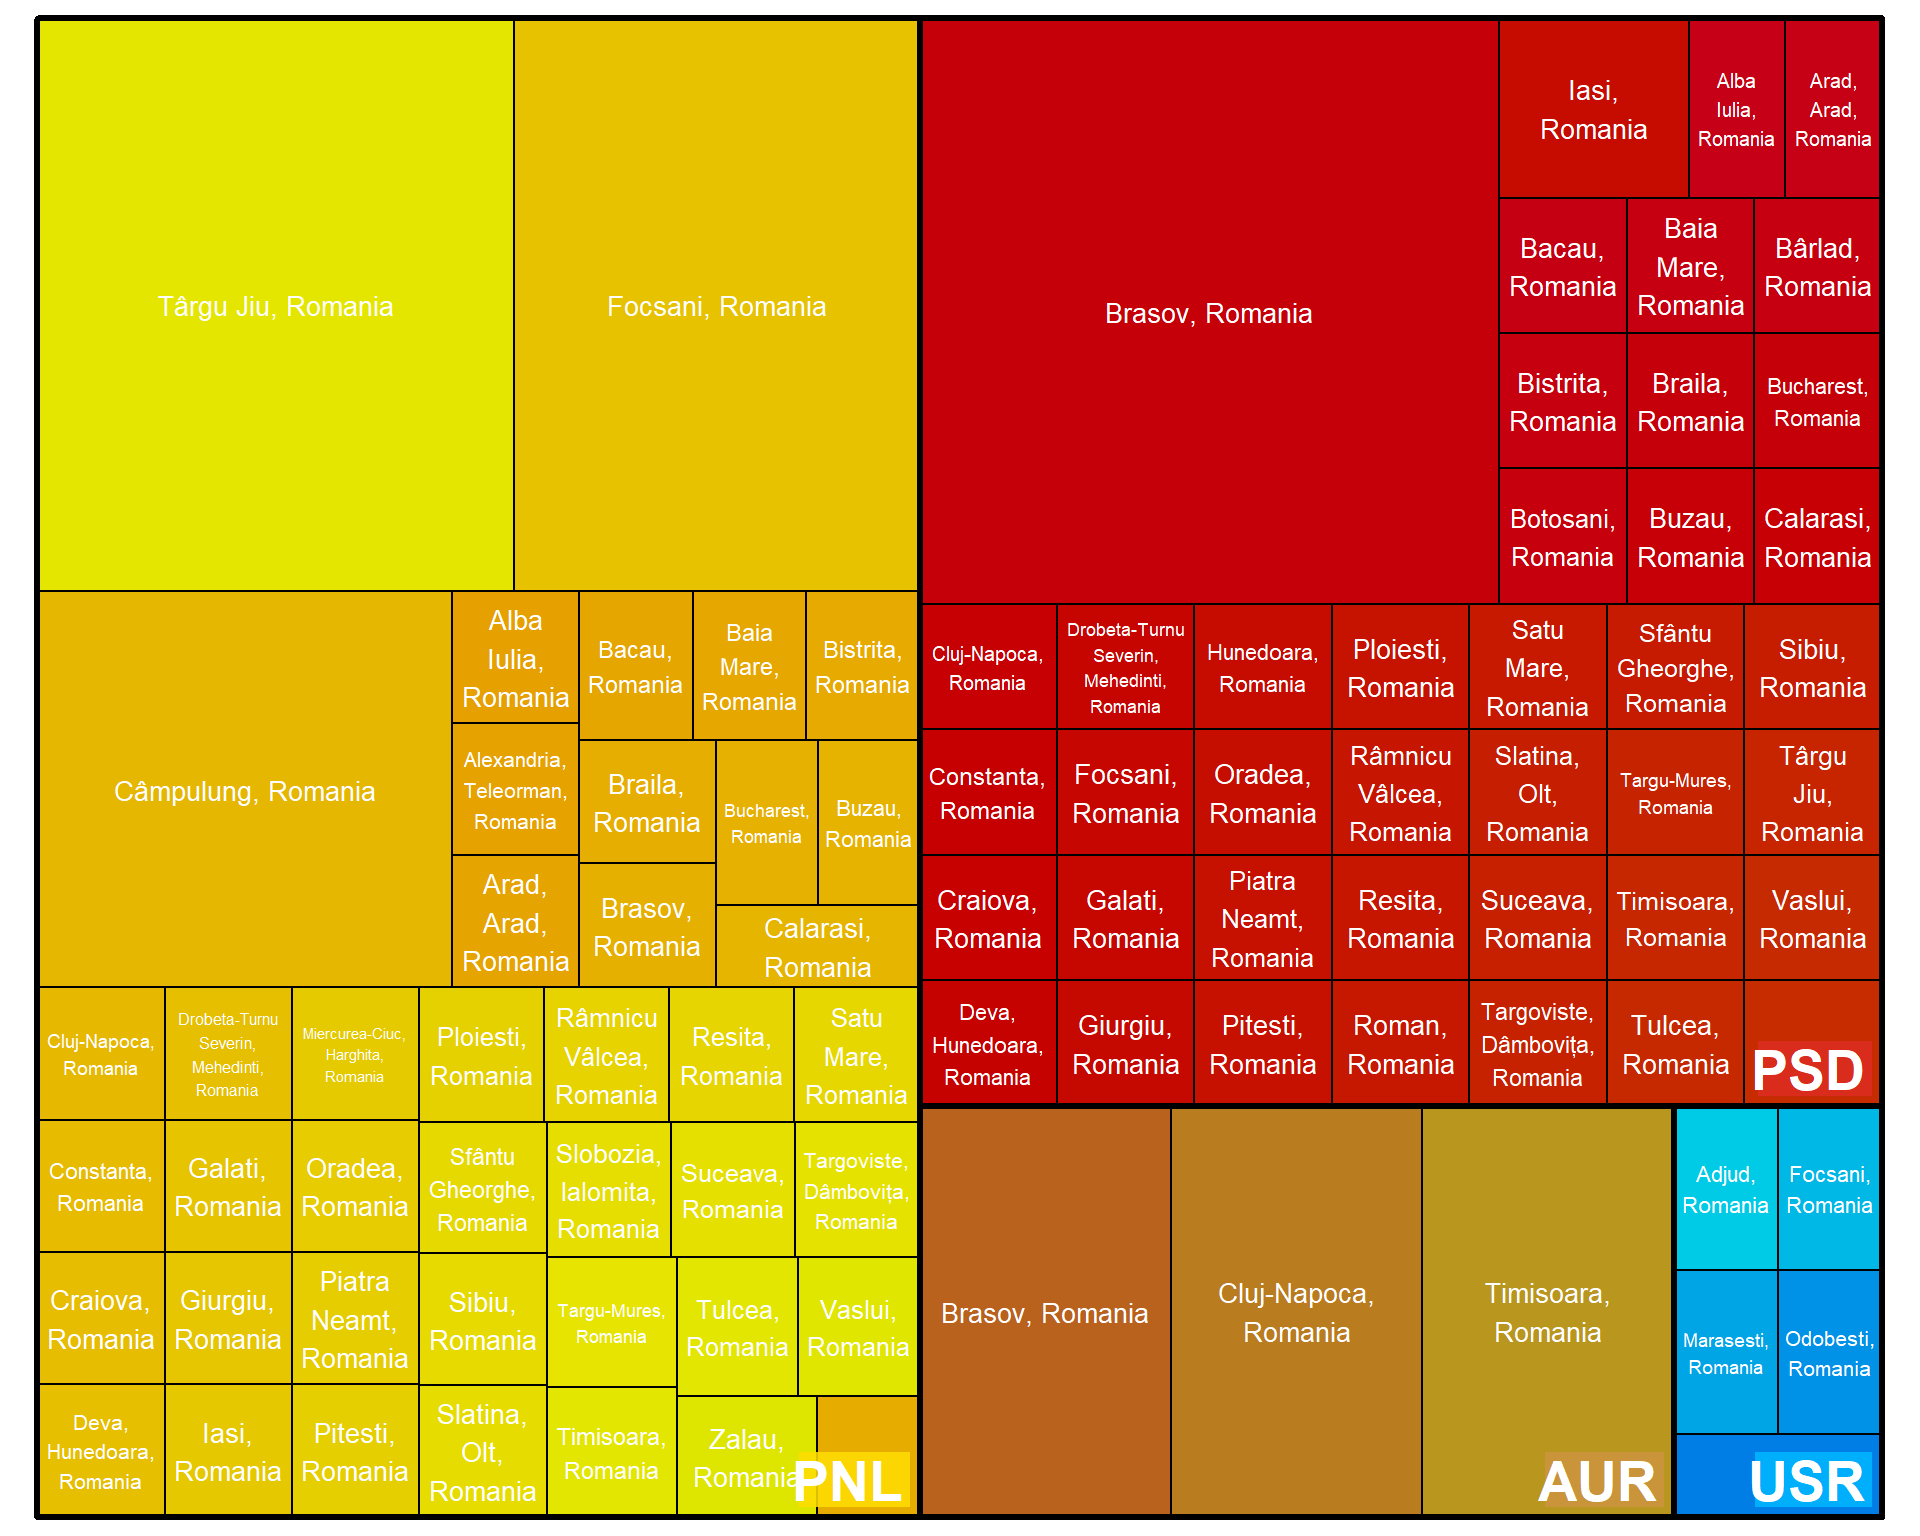 Târgu Jiu, Romania
Focsani, Romania
Câmpulung, Romania
Alba
Iulia,
Romania
Alexandria,
Teleorman,
Romania
Arad,
Arad,
Romania
Bacau,
Romania
Baia
Mare,
Romania
Bistrita,
Romania
Braila,
Romania
Brasov,
Romania
Bucharest,
Romania
Buzau,
Romania
Calarasi,
Romania
Cluj-Napoca,
Romania
Constanta,
Romania
Craiova,
Romania
Deva,
Hunedoara,
Romania
Drobeta-Turnu
Severin,
Mehedinti,
Romania
Galati,
Romania
Giurgiu,
Romania
Iasi,
Romania
Miercurea-Ciuc,
Harghita,
Romania
Oradea,
Romania
Piatra
Neamt,
Romania
Pitesti,
Romania
Ploiesti,
Romania
Râmnicu
Vâlcea,
Romania
Resita,
Romania
Satu
Mare,
Romania
Sfântu
Gheorghe,
Romania
Sibiu,
Romania
Slatina,
Olt,
Romania
Slobozia,
Ialomita,
Romania
Suceava,
Romania
Targoviste,
Dâmbovița,
Romania
Targu-Mures,
Romania
Timisoara,
Romania
Tulcea,
Romania
Vaslui,
Romania
Zalau,
Romania
PNL
Brasov, Romania
Iasi,
Romania
Alba
Iulia,
Romania
Arad,
Arad,
Romania
Bacau,
Romania
Baia
Mare,
Romania
Bârlad,
Romania
Bistrita,
Romania
Braila,
Romania
Bucharest,
Romania
Botosani,
Romania
Buzau,
Romania
Calarasi,
Romania
Cluj-Napoca,
Romania
Constanta,
Romania
Craiova,
Romania
Deva,
Hunedoara,
Romania
Drobeta-Turnu
Severin,
Mehedinti,
Romania
Focsani,
Romania
Galati,
Romania
Giurgiu,
Romania
Hunedoara,
Romania
Oradea,
Romania
Piatra
Neamt,
Romania
Pitesti,
Romania
Ploiesti,
Romania
Râmnicu
Vâlcea,
Romania
Resita,
Romania
Roman,
Romania
Satu
Mare,
Romania
Slatina,
Olt,
Romania
Suceava,
Romania
Targoviste,
Dâmbovița,
Romania
Sfântu
Gheorghe,
Romania
Targu-Mures,
Romania
Timisoara,
Romania
Tulcea,
Romania
Sibiu,
Romania
Târgu
Jiu,
Romania
Vaslui,
Romania
PSD
Brasov, Romania
Cluj-Napoca,
Romania
Timisoara,
Romania
AUR
Adjud,
Romania
Focsani,
Romania
Marasesti,
Romania
Odobesti,
Romania
USR